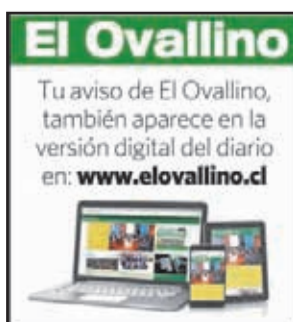 El Ovallino
Tu aviso de El Ovallino,
también aparece en la
versión digital del diario
en: www.elovallino.cl